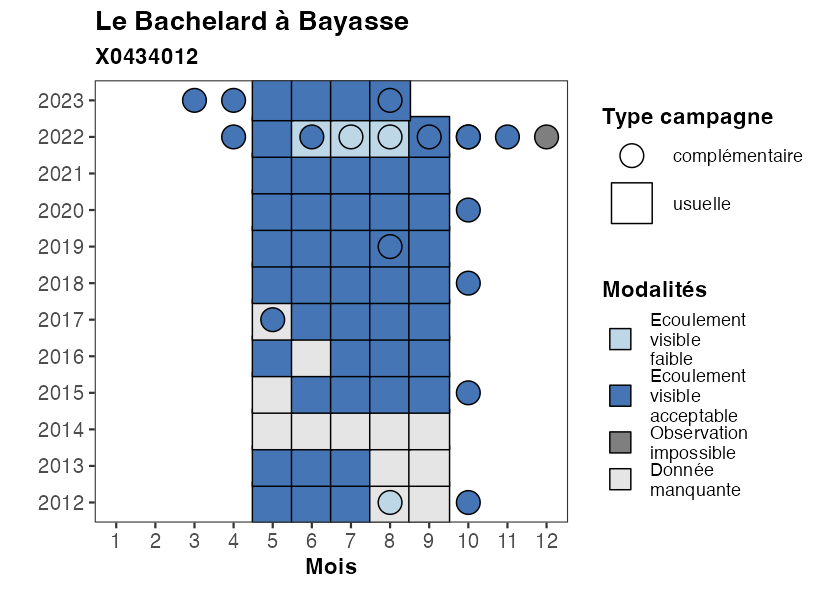 Le Bachelard à Bayasse
X0434012
2023
2022
2021
2020
2019
2018
2017
2016
2015
2014
2013
2012
1 2 3 4 5 6 7 8 9 10 11 12
Mois
Type campagne
complémentaire
usuelle
Modalités
Ecoulement
visible
faible
Ecoulement
visible
acceptable
Observation
impossible
Donnée
manquante